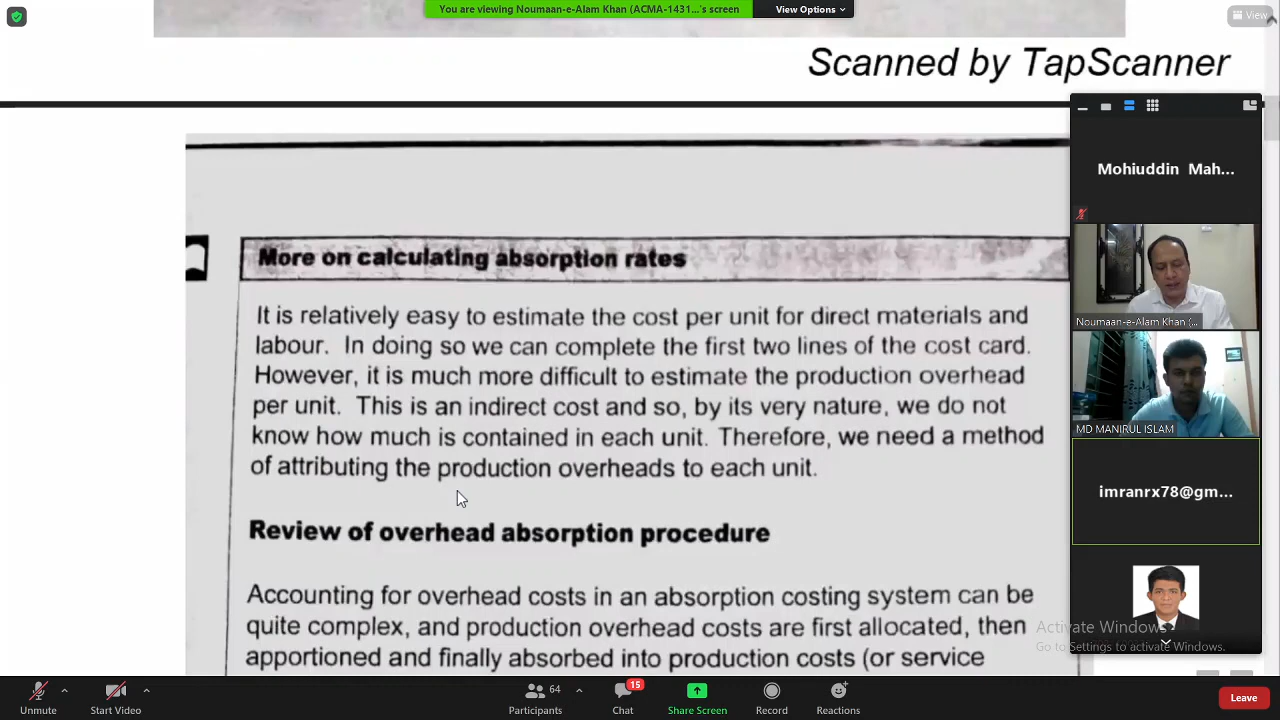 You are viewing Noumaan-e-Alam Khan (ACMA-1431...'s screen
View Options
View
Scanned by TapScanner
Mohiuddin Mah...
More on calculating absorption rates
It is relatively easy to estimate the cost per unit for direct materials and
labour. In doing so we can complete the first two lines of the cost card.
However, it is much more difficult to estimate the production overhead
per unit. This is an indirect cost and so, by its very nature, we do not
know how much is contained in each unit. Therefore, we need a method
of attributing the production overheads to each unit.
Noumaan-e-Alam Khan (...
MD MANIRUL ISLAM
imranrx78@gm...
Review of overhead absorption procedure
Accounting for overhead costs in an absorption costing system can be
quite complex, and production overhead costs are first allocated, then
apportioned and finally absorbed into production costs (or service
Activate Windows
Go to Settings to activate Windows.
Unmute
Start Video
64
Participants
15
Chat
Share Screen
Record
Reactions
Leave